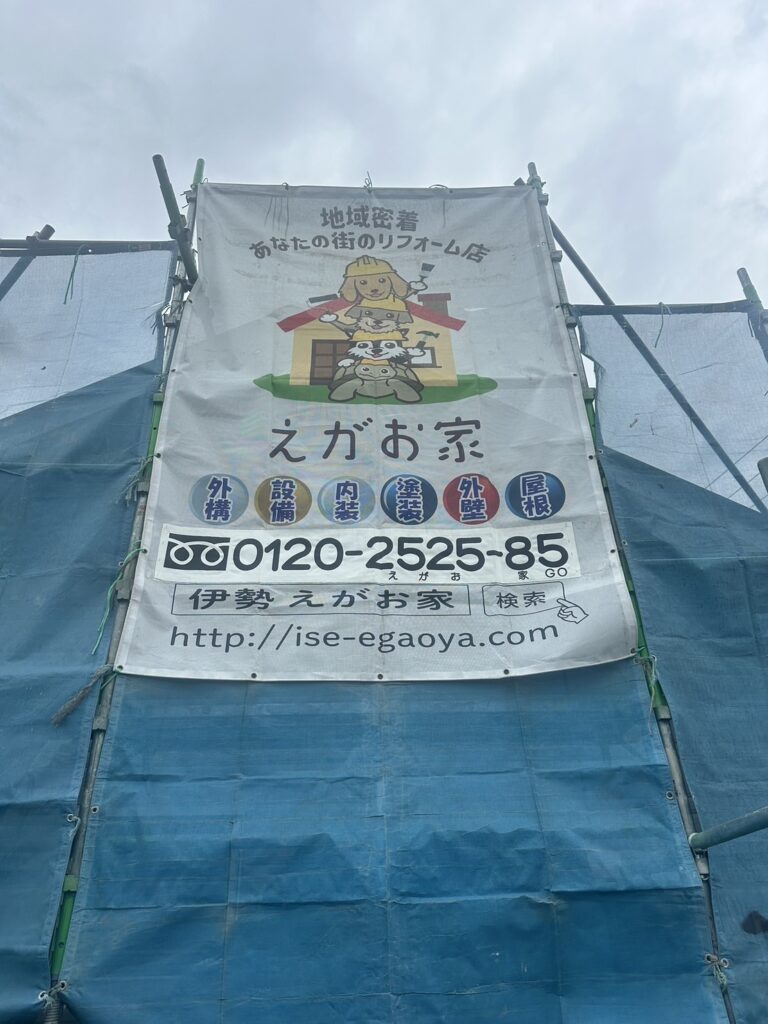 地域密着
あなたの街のリフォーム店
えがお家
外構 設備 内装 塗装 外壁 屋根
0120-2525-85
えがお 家 GO
伊勢 えがお家 検索
http://ise-egaoya.com